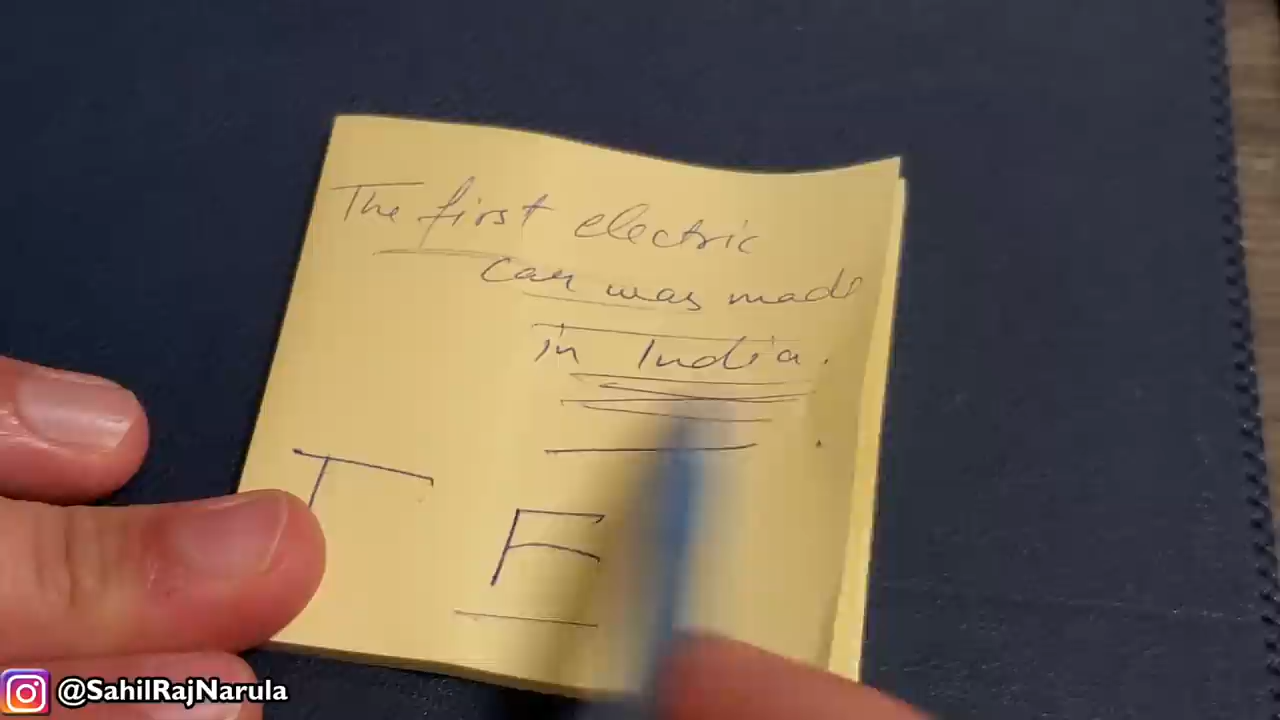 The first electric
car was made
in India.
T F
@SahilRajNarula